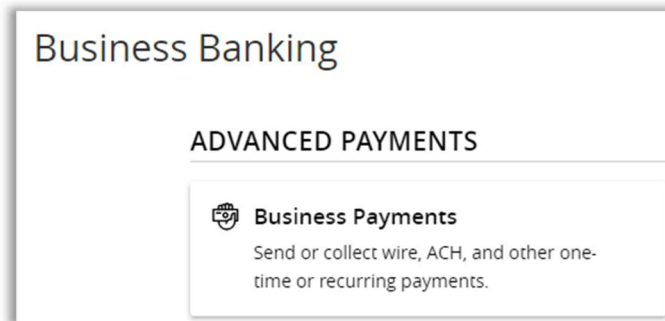 Business Banking
ADVANCED PAYMENTS
Business Payments
Send or collect wire, ACH, and other one-
time or recurring payments.